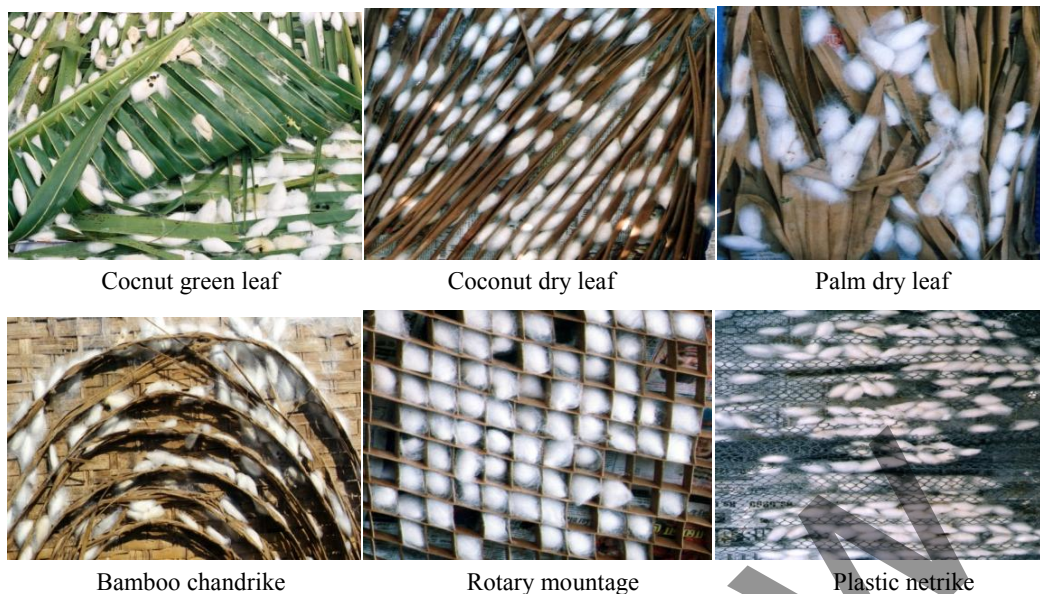 Cocnut green leaf
Coconut dry leaf
Palm dry leaf
Bamboo chandrike
Rotary mountage
Plastic netrike